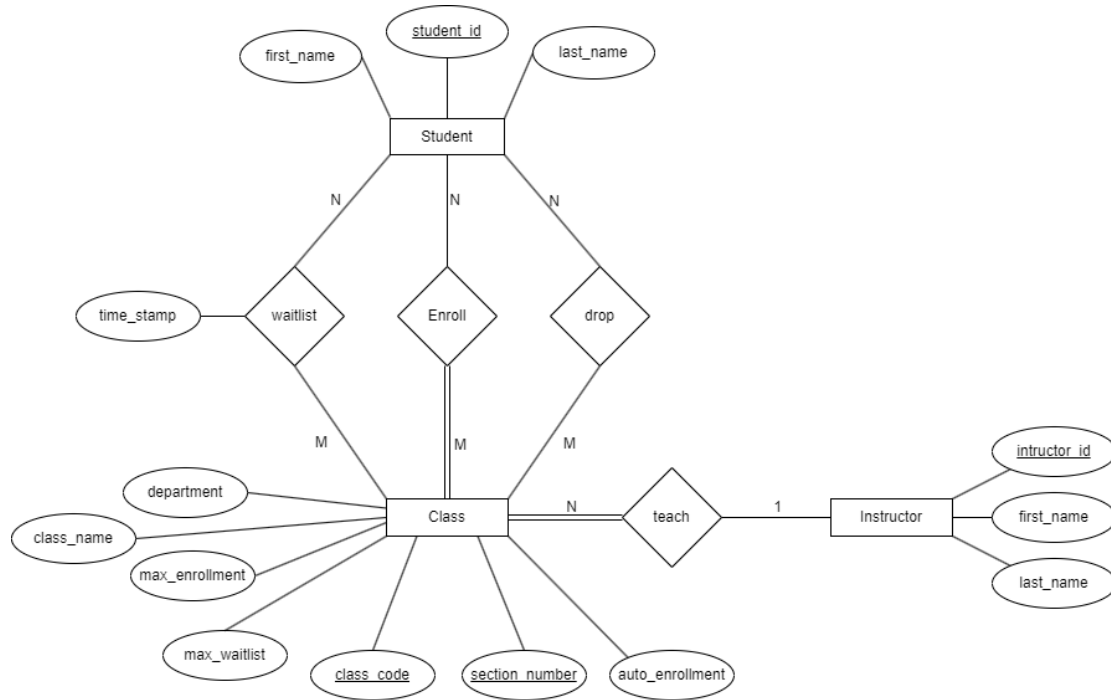 student_id
first_name
last_name
Student
N
N
N
time_stamp
waitlist
Enroll
drop
M
M
M
intructor_id
department
class_name
Class
N
teach
1
Instructor
first_name
max_enrollment
last_name
max_waitlist
class_code
section_number
auto_enrollment